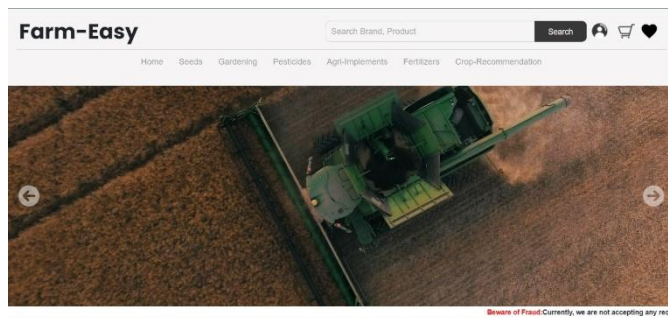 Farm-Easy
Search Brand, Product
Search
Home Seeds Gardening Pesticides Agri-Implements Fertilizers Crop-Recommendation
Beware of Fraud:Currently, we are not accepting any